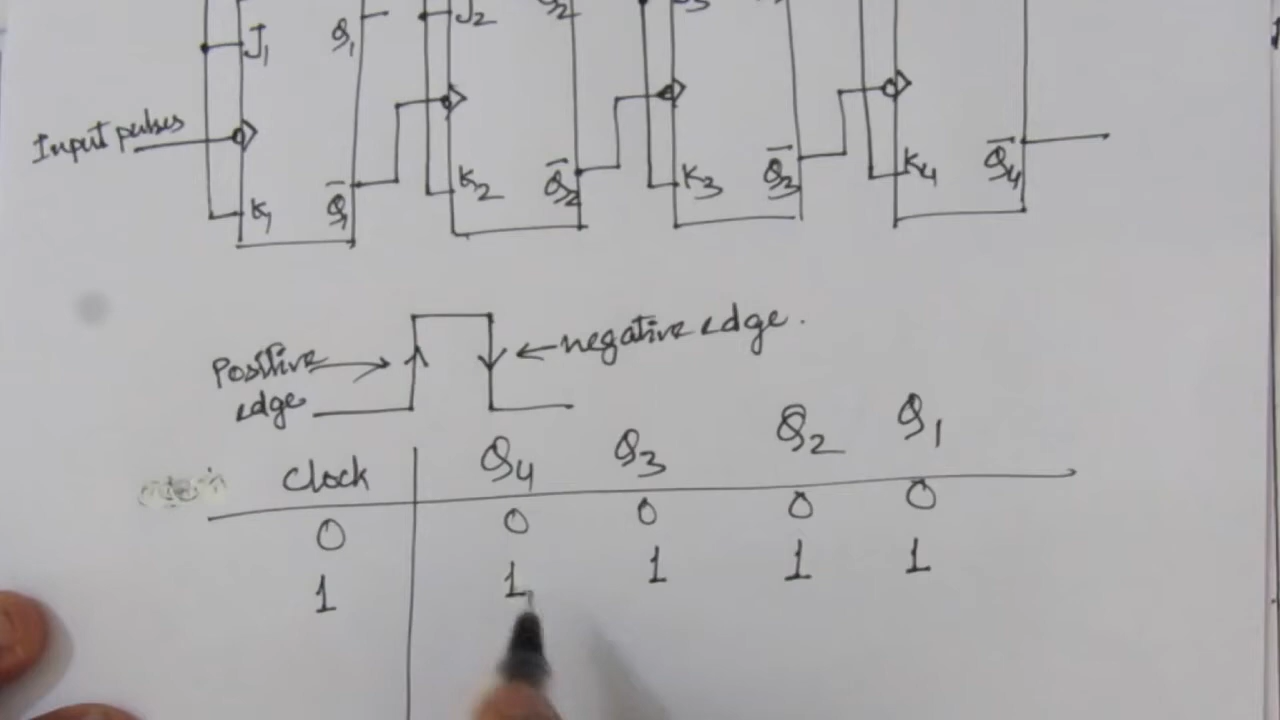 J₁ Q₁ J₂
Input pulses
K₁ Q̅₁ K₂ Q̅₂ K₃ Q̅₃ K₄ Q̅₄
Positive edge
negative edge.
Clock Q₄ Q₃ Q₂ Q₁
0 0 0 0 0
1 1 1 1 1